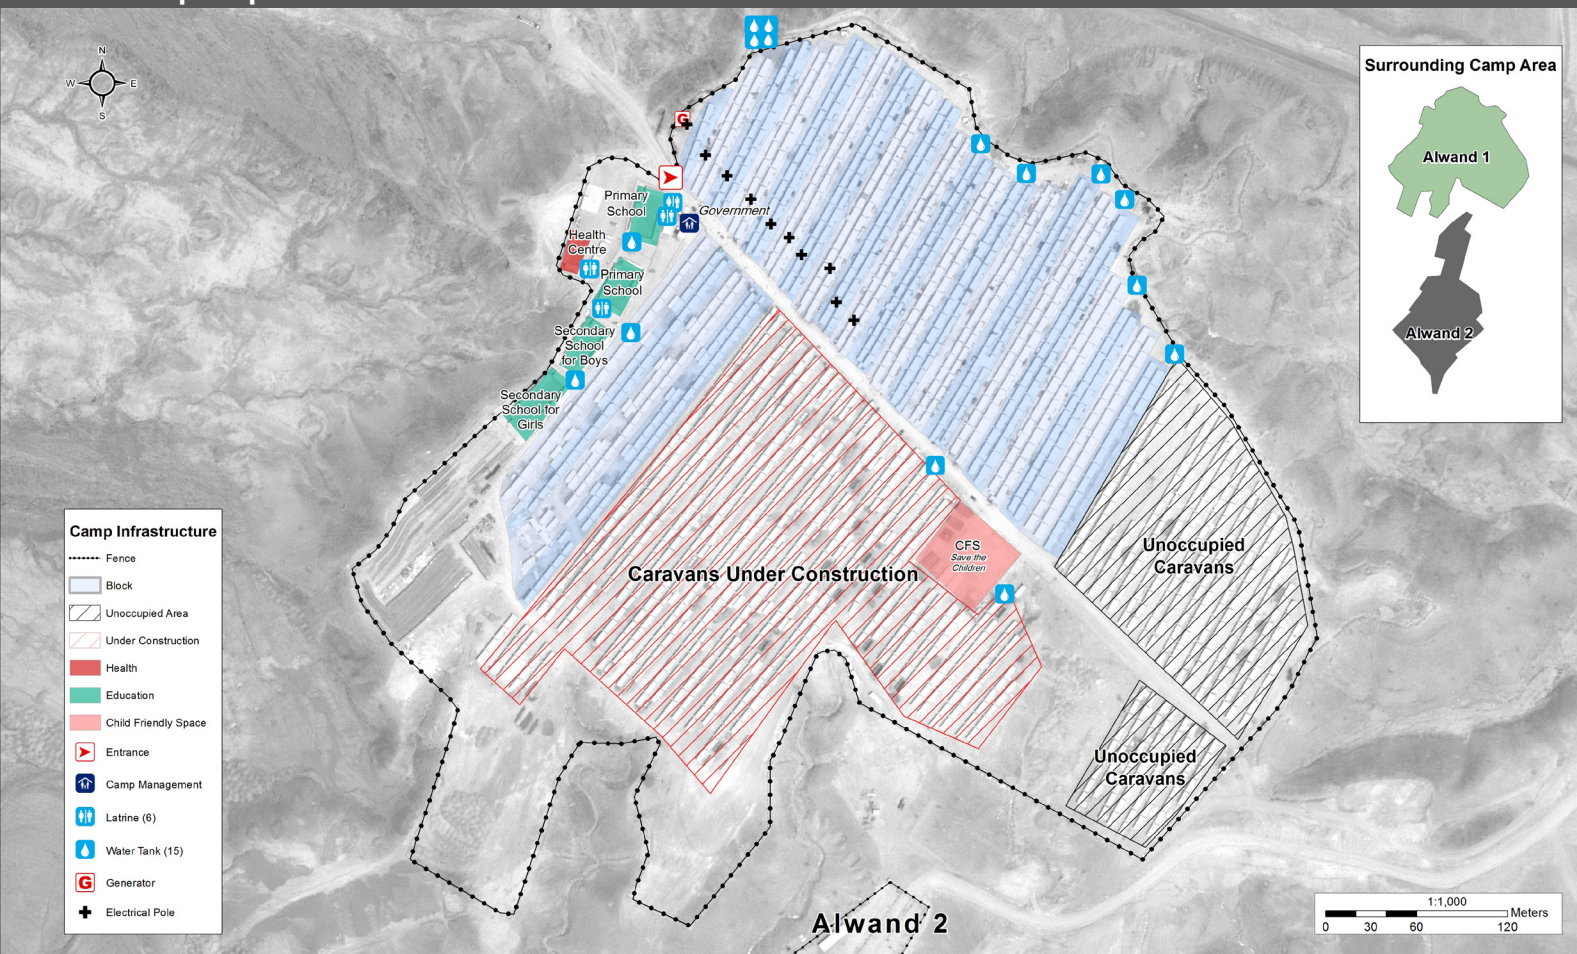 N
W E
S
Surrounding Camp Area
Alwand 1
Alwand 2
Primary
School
Government
Health
Centre
Primary
School
Secondary
School
for Boys
Secondary
School for
Girls
CFS
Save the
Children
Caravans Under Construction
Unoccupied
Caravans
Unoccupied
Caravans
Alwand 2
Camp Infrastructure
Fence
Block
Unoccupied Area
Under Construction
Health
Education
Child Friendly Space
Entrance
Camp Management
Latrine (6)
Water Tank (15)
G Generator
Electrical Pole
G
1:1,000
Meters
0 30 60 120